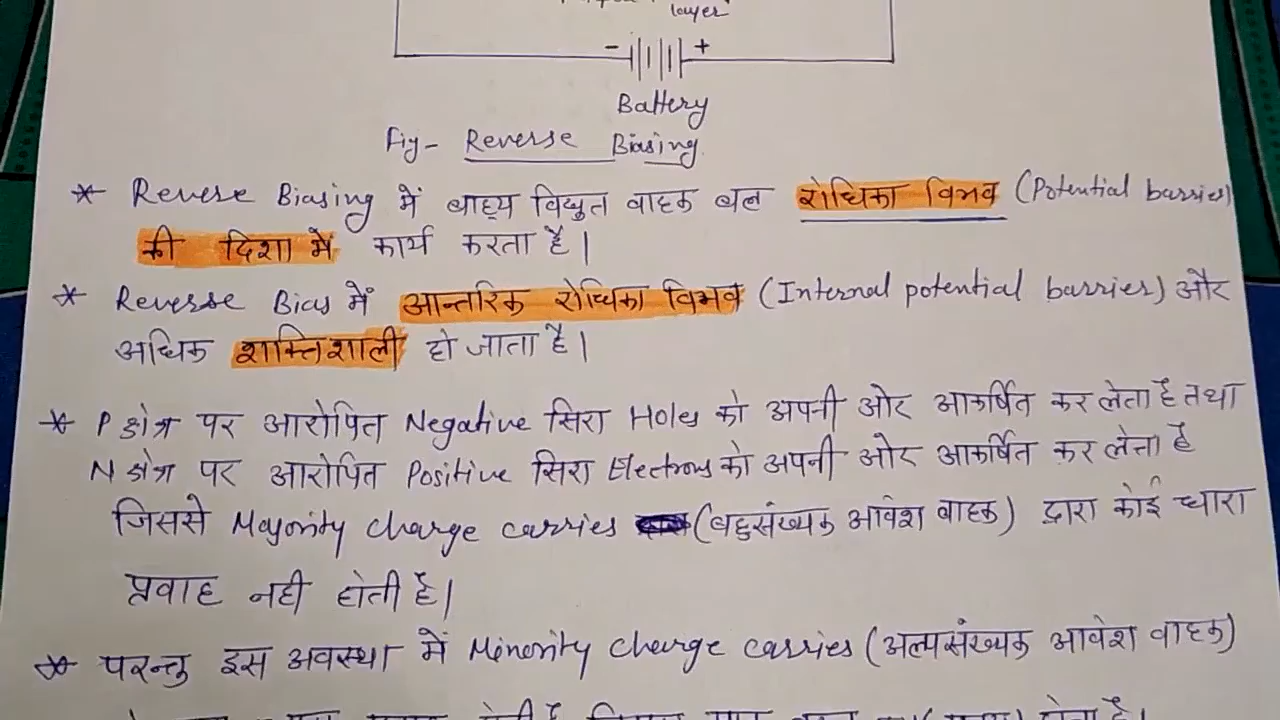 layer
- +
Battery
Fig- Reverse Biasing
* Reverse Biasing में बाह्य विद्युत वाहक बल रोधिका विभव (Potential barries)
की दिशा में कार्य करता है।
* Reverse Bias में आन्तरिक रोधिका विभव (Internal potential barries) और
अधिक शक्तिशाली हो जाता है।
* P क्षेत्र पर आरोपित Negative सिरा Holes को अपनी ओर आकर्षित कर लेता है तथा
N क्षेत्र पर आरोपित Positive सिरा Electrons को अपनी ओर आकर्षित कर लेता है
जिससे Majority charge carries (बहुसंख्यक आवेश वाहक) द्वारा कोई धारा
प्रवाह नही होती है।
* परन्तु इस अवस्था में Minority charge carries (अल्पसंख्यक आवेश वाहक)